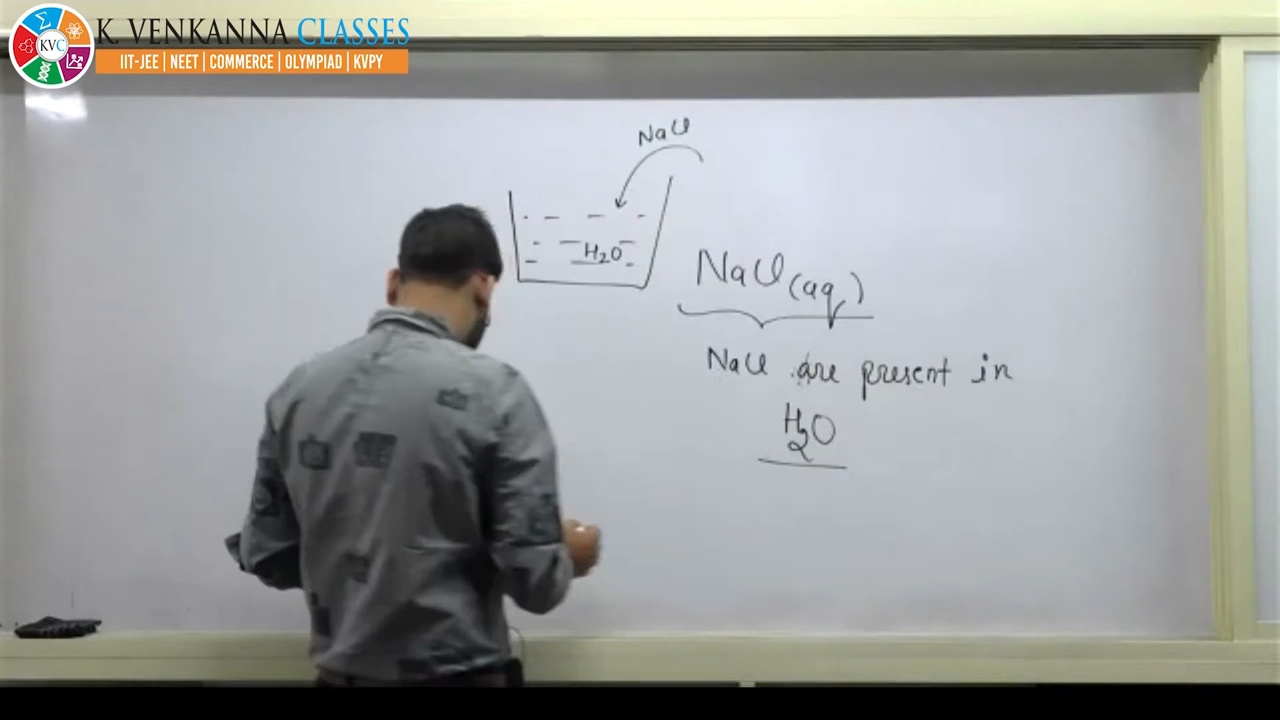 K. VENKANNA CLASSES
KVC
IIT-JEE | NEET | COMMERCE | OLYMPIAD | KVPY
NaCl
H₂O
NaCl(aq)
NaCl are present in
H₂O